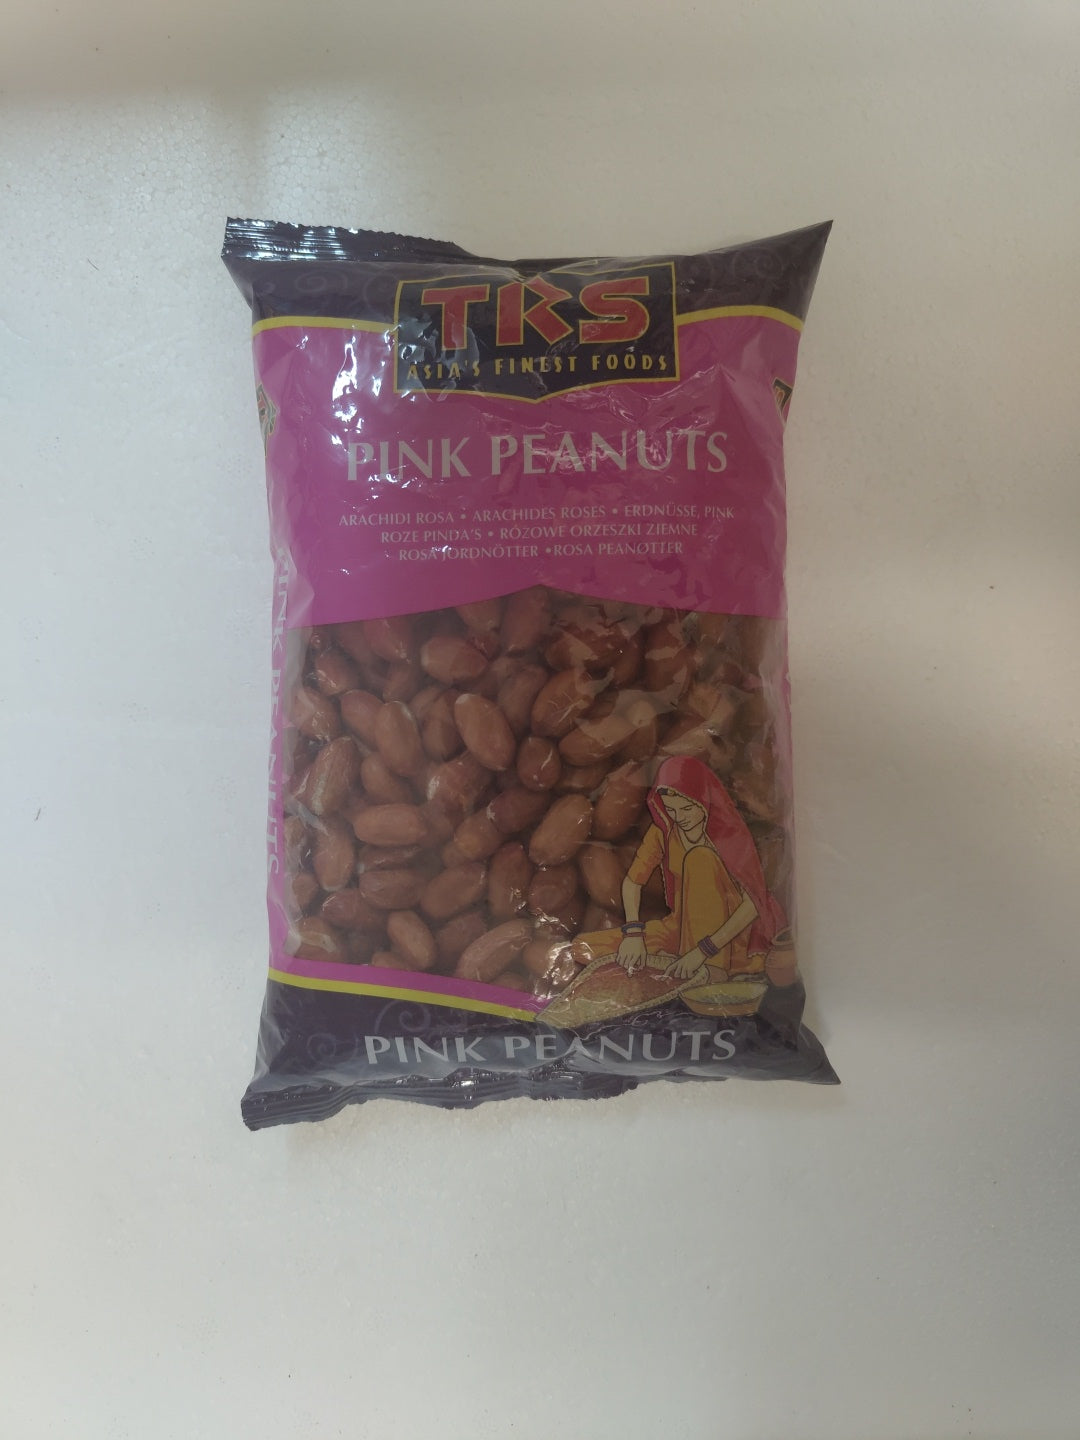 TRS
ASIA'S FINEST FOODS
PINK PEANUTS
ARACHIDI ROSA • ARACHIDES ROSES • ERDNÜSSE, PINK
ROZE PINDA'S • RÓŻOWE ORZESZKI ZIEMNE
ROSA JORDNÖTTER • ROSA PEANØTTER
PINK PEANUTS
PINK PEANUTS